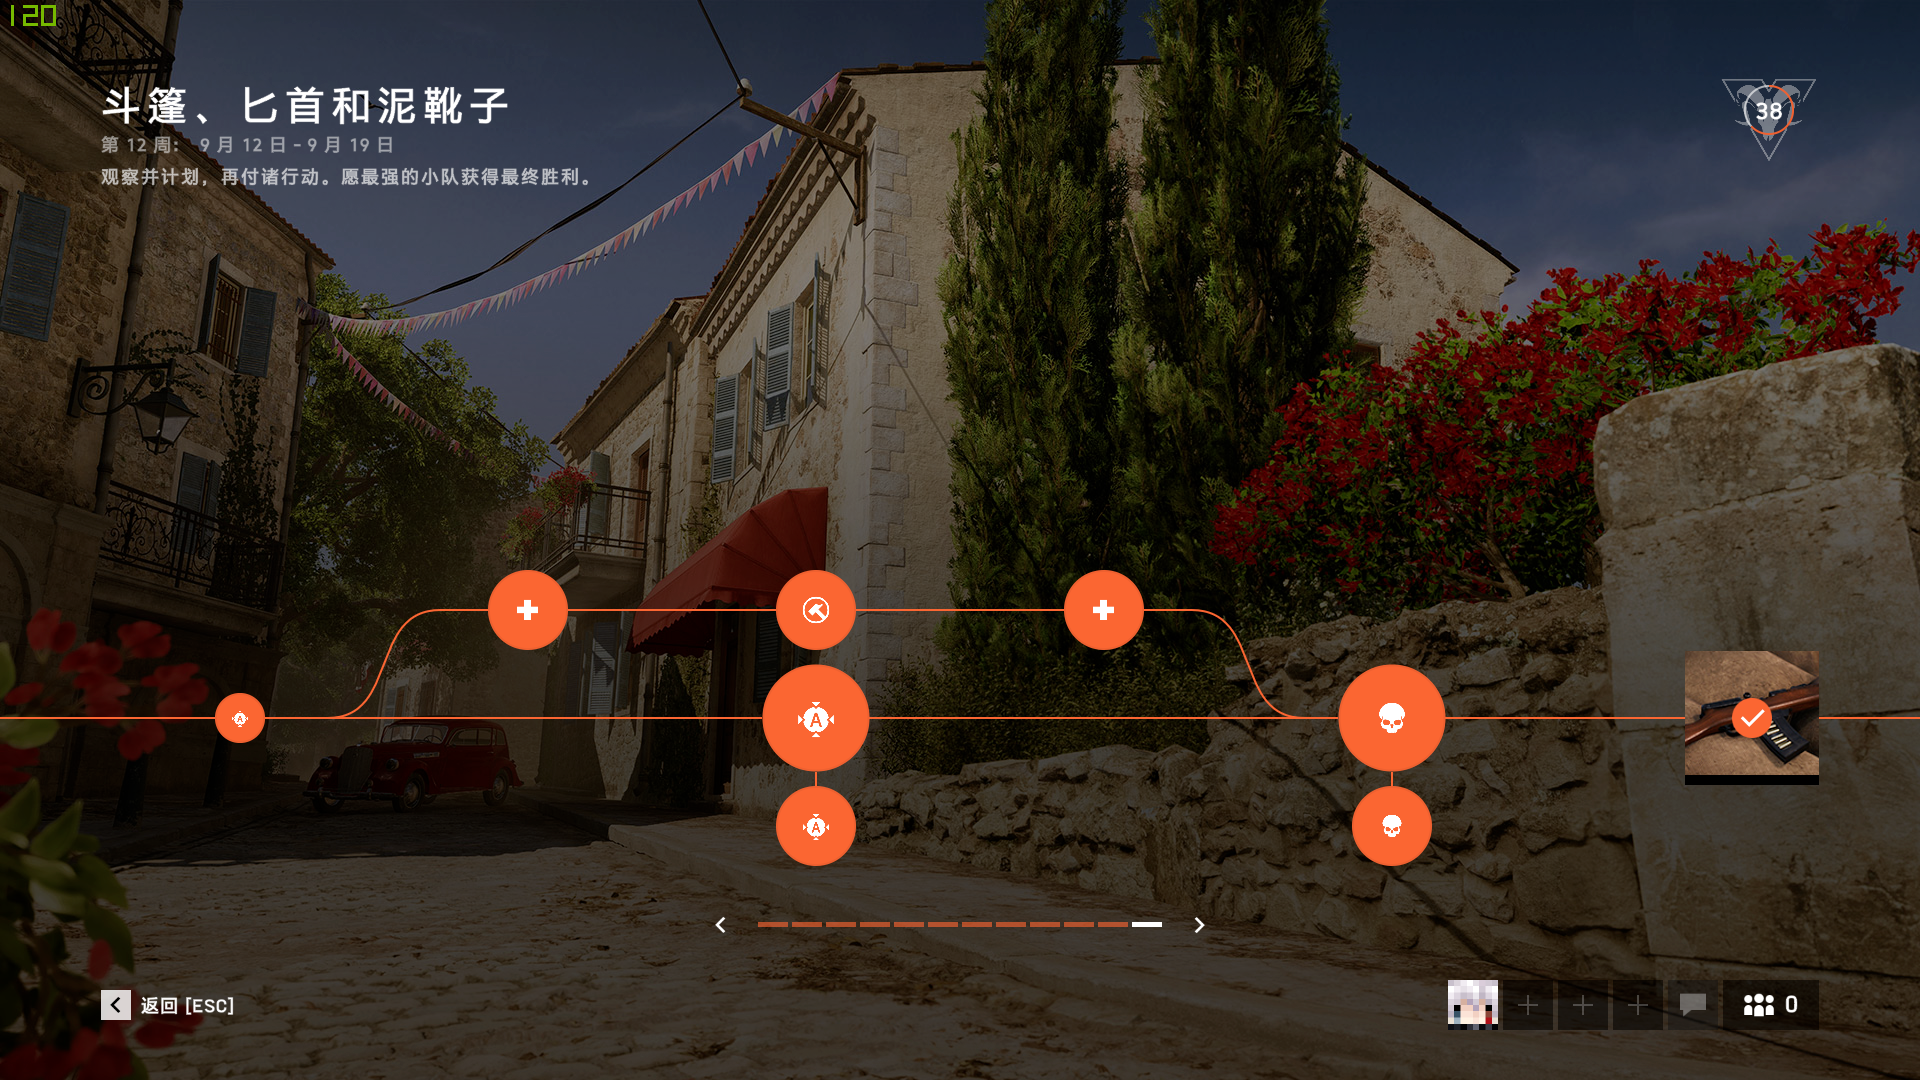 120
斗篷、匕首和泥靴子
第 12 周： 9 月 12 日 - 9 月 19 日
观察并计划，再付诸行动。愿最强的小队获得最终胜利。
38
A
A
A
返回 [ESC]
0